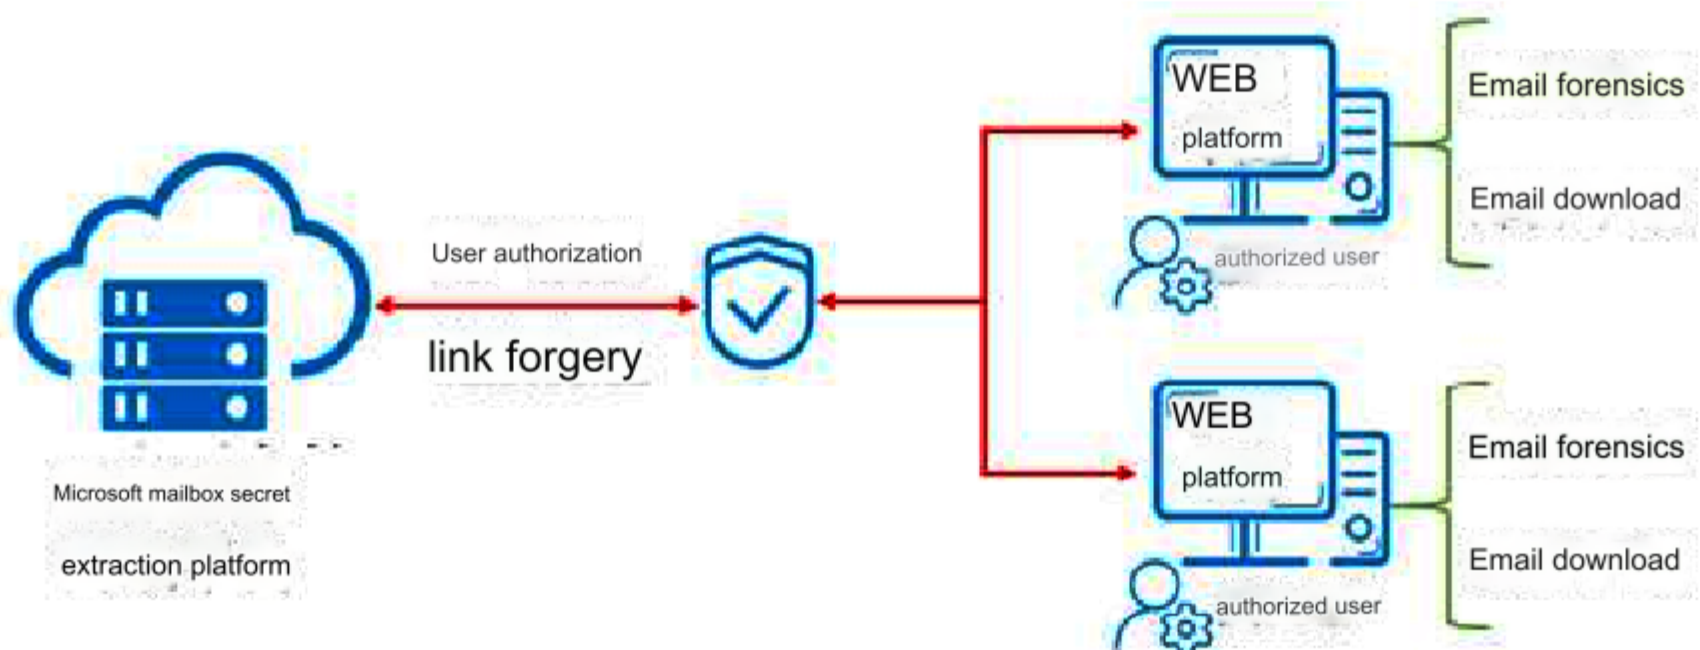 User authorization
link forgery
Microsoft mailbox secret
extraction platform
WEB
platform
authorized user
Email forensics
Email download
WEB
platform
authorized user
Email forensics
Email download